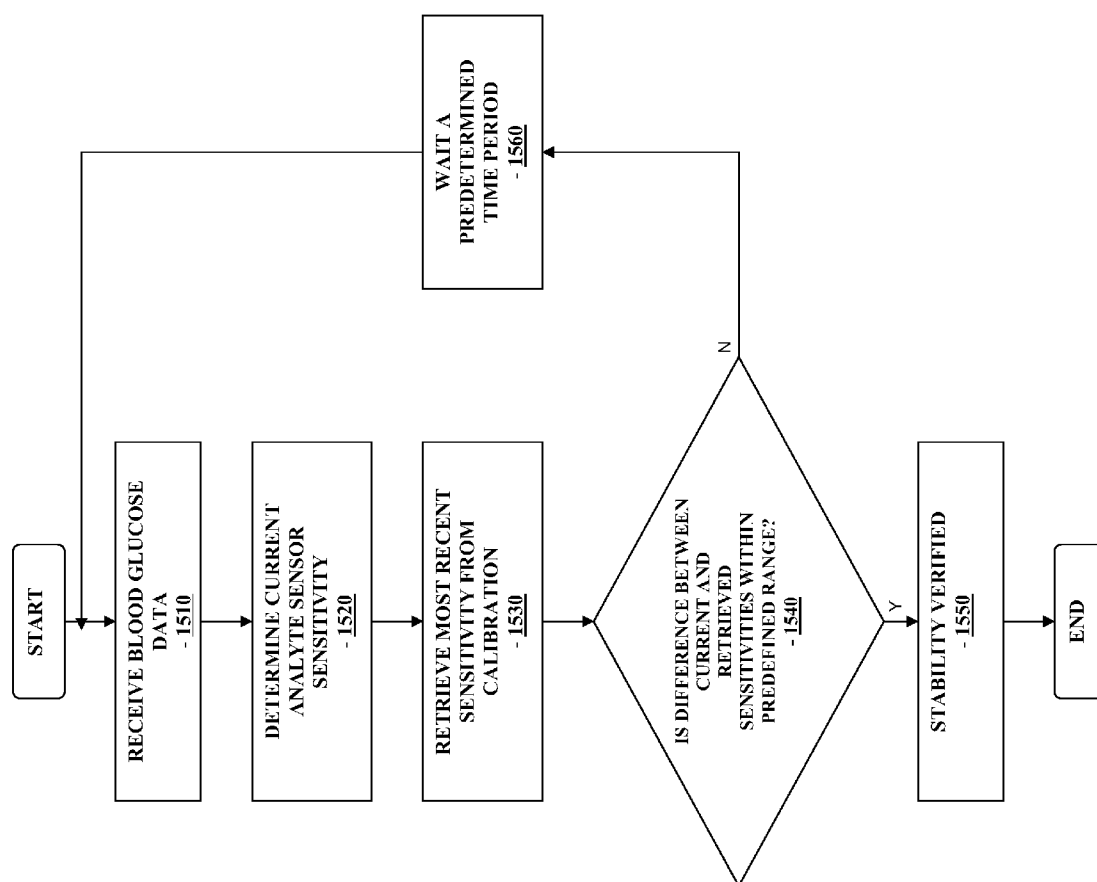 START
RECEIVE BLOOD GLUCOSE
DATA
- 1510
DETERMINE CURRENT
ANALYTE SENSOR
SENSITIVITY
- 1520
RETRIEVE MOST RECENT
SENSITIVITY FROM
CALIBRATION
- 1530
IS DIFFERENCE BETWEEN
CURRENT AND
RETRIEVED
SENSITIVITIES WITHIN
PREDEFINED RANGE?
- 1540
N
WAIT A
PREDETERMINED
TIME PERIOD
- 1560
Y
STABILITY VERIFIED
- 1550
END